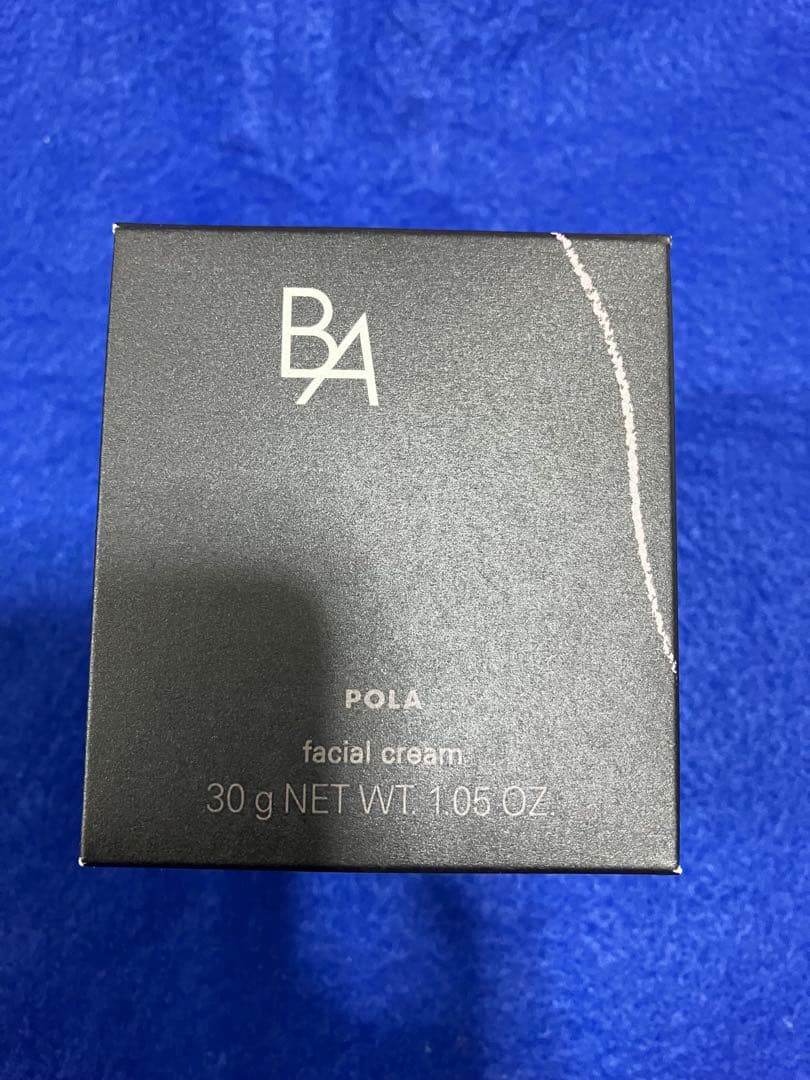 BA
POLA
facial cream
30 g NET WT. 1.05 OZ.